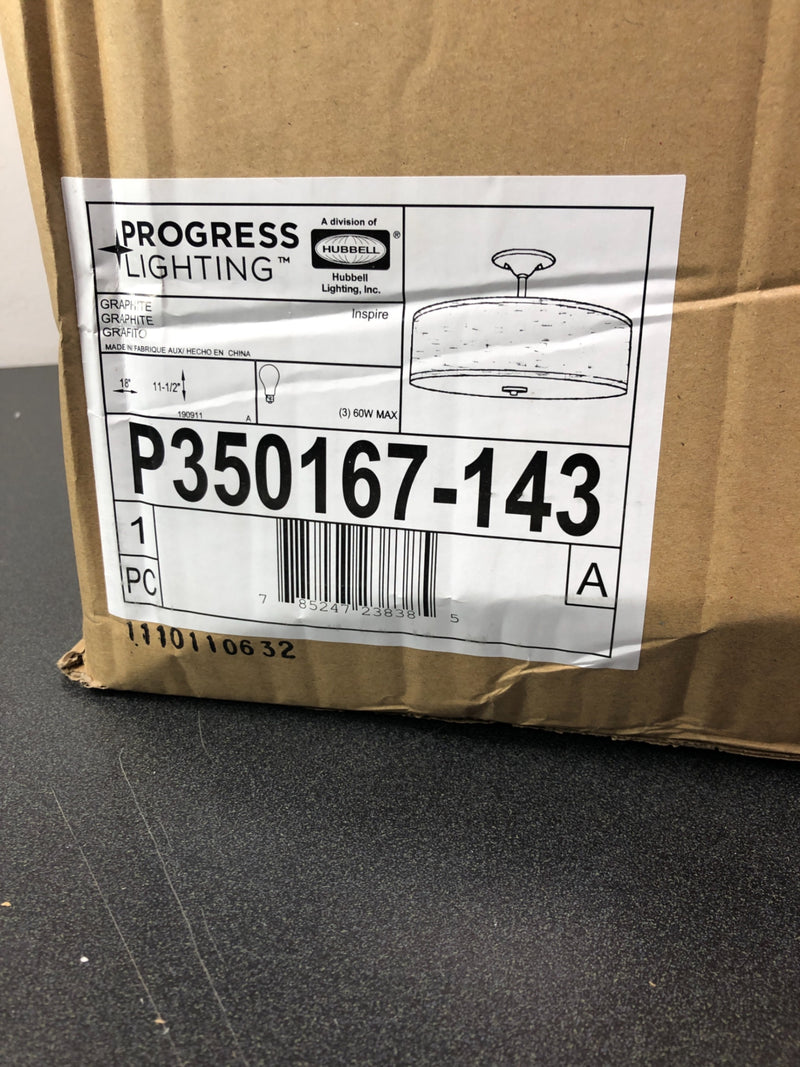 PROGRESS
LIGHTING™
A division of
HUBBELL®
Hubbell
Lighting, Inc.
GRAPHITE
GRAPHITE
GRAFITO
Inspire
MADE IN/FABRIQUE AUX/ HECHO EN CHINA
18" 11-1/2"
190911 A
(3) 60W MAX
P350167-143
1
PC
A
7 85247 23838 5
1110110632